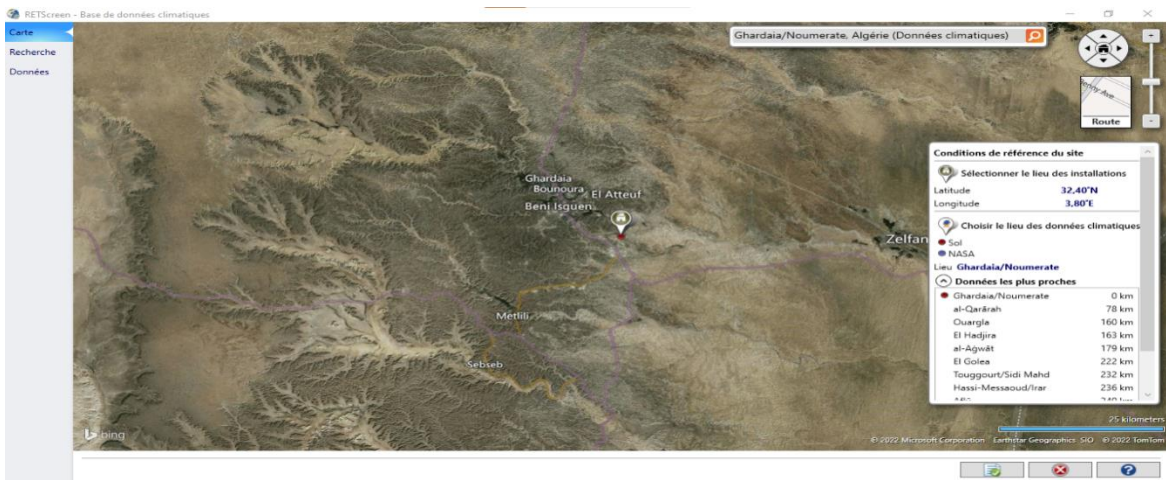 RETScreen - Base de données climatiques
Carte
Recherche
Données
Ghardaia/Noumerate, Algérie (Données climatiques)
Route
Ghardaia
Bounoura
El Atteuf
Beni Isguen
Zelfan
Metlili
Sebseb
Conditions de référence du site
Sélectionner le lieu des installations
Latitude 32,40˚N
Longitude 3,80˚E
Choisir le lieu des données climatiques
Sol
NASA
Lieu Ghardaia/Noumerate
Données les plus proches
Ghardaia/Noumerate 0 km
al-Qarārah 78 km
Ouargla 160 km
El Hadjira 163 km
al-Aġwāt 179 km
El Golea 222 km
Touggourt/Sidi Mahd 232 km
Hassi-Messaoud/Irar 236 km
25 kilometers
bing
© 2022 Microsoft Corporation Earthstar Geographics SIO © 2022 TomTom